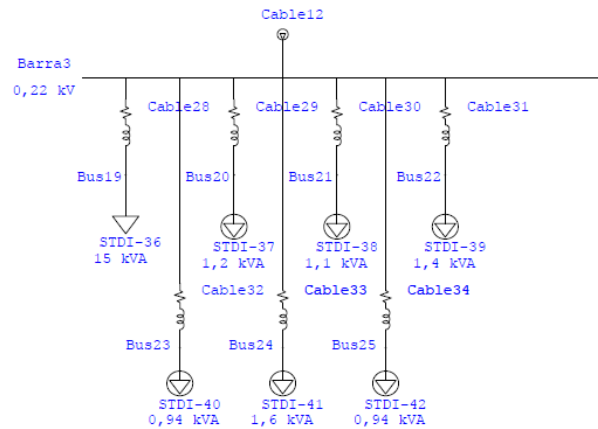 Cable12
Barra3
0,22 kV
Cable28
Cable29
Cable30
Cable31
Bus19
Bus20
Bus21
Bus22
STDI-36
15 kVA
STDI-37
1,2 kVA
STDI-38
1,1 kVA
STDI-39
1,4 kVA
Cable32
Cable33
Cable34
Bus23
Bus24
Bus25
STDI-40
0,94 kVA
STDI-41
1,6 kVA
STDI-42
0,94 kVA